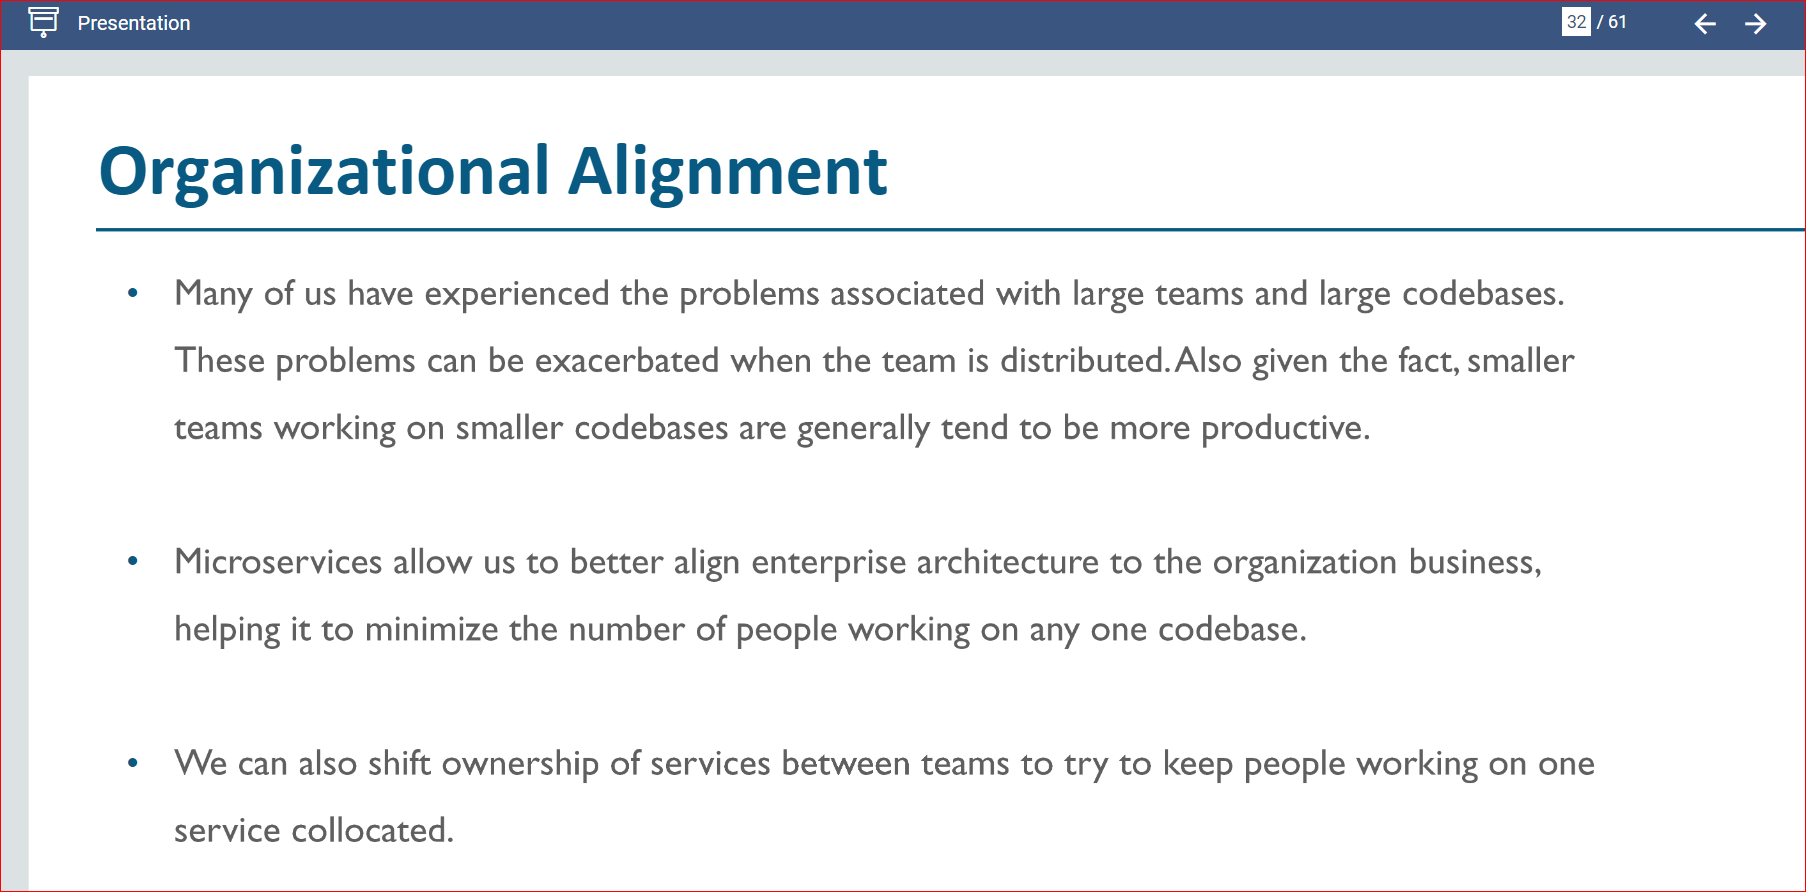 Presentation
32 / 61
Organizational Alignment
• Many of us have experienced the problems associated with large teams and large codebases.
These problems can be exacerbated when the team is distributed. Also given the fact, smaller
teams working on smaller codebases are generally tend to be more productive.
• Microservices allow us to better align enterprise architecture to the organization business,
helping it to minimize the number of people working on any one codebase.
• We can also shift ownership of services between teams to try to keep people working on one
service collocated.